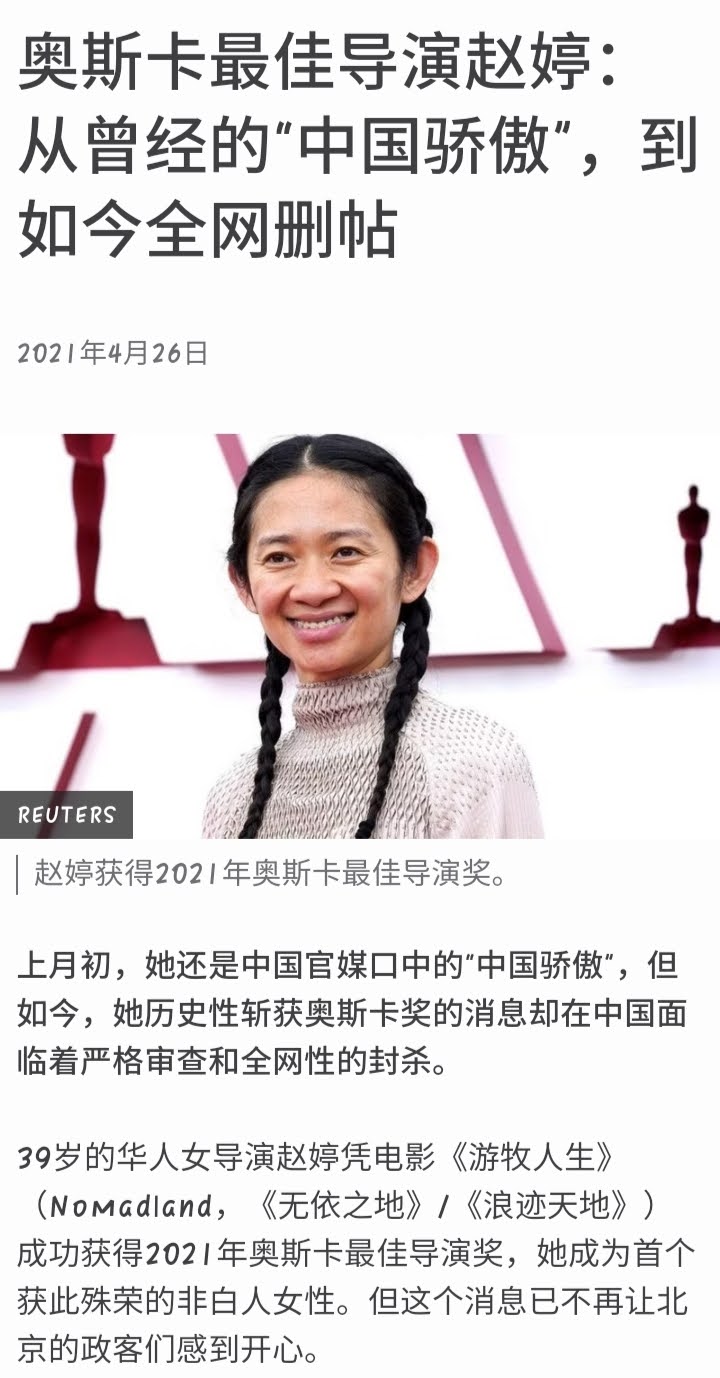 奥斯卡最佳导演赵婷：
从曾经的“中国骄傲”，到
如今全网删帖
2021年4月26日
REUTERS
赵婷获得2021年奥斯卡最佳导演奖。
上月初，她还是中国官媒口中的“中国骄傲”，但
如今，她历史性斩获奥斯卡奖的消息却在中国面
临着严格审查和全网性的封杀。
39岁的华人女导演赵婷凭电影《游牧人生》
（Nomadland，《无依之地》/《浪迹天地》）
成功获得2021年奥斯卡最佳导演奖，她成为首个
获此殊荣的非白人女性。但这个消息已不再让北
京的政客们感到开心。